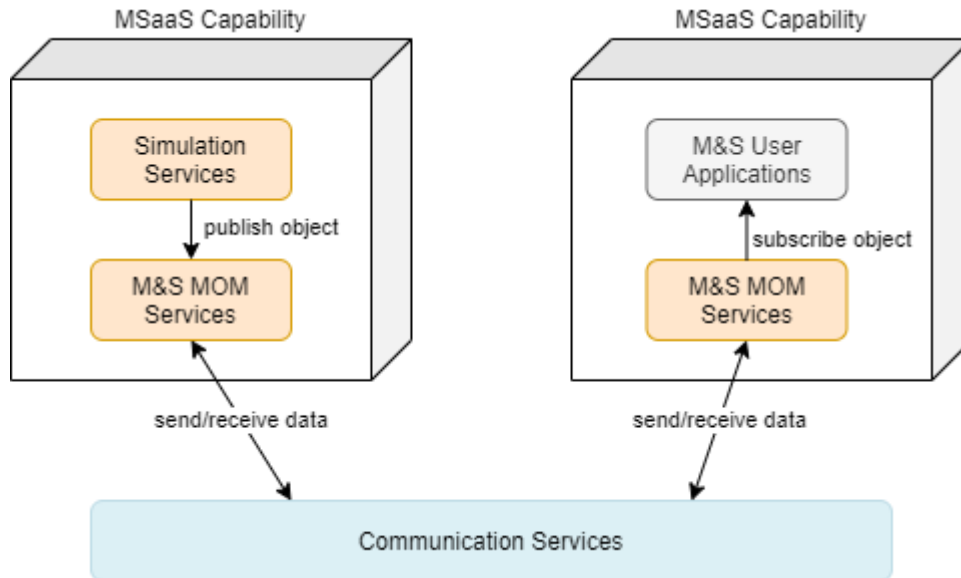 MSaaS Capability
Simulation
Services
publish object
M&S MOM
Services
send/receive data
MSaaS Capability
M&S User
Applications
subscribe object
M&S MOM
Services
send/receive data
Communication Services